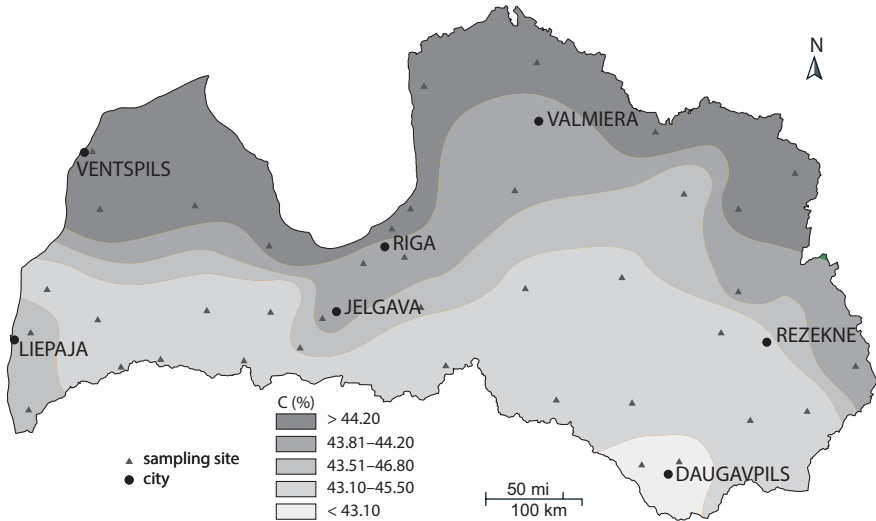 N
VALMIERA
VENTSPILS
RIGA
JELGAVA
REZEKNE
LIEPAJA
C (%)
> 44.20
43.81–44.20
43.51–46.80
43.10–45.50
< 43.10
sampling site
city
DAUGAVPILS
50 mi
100 km